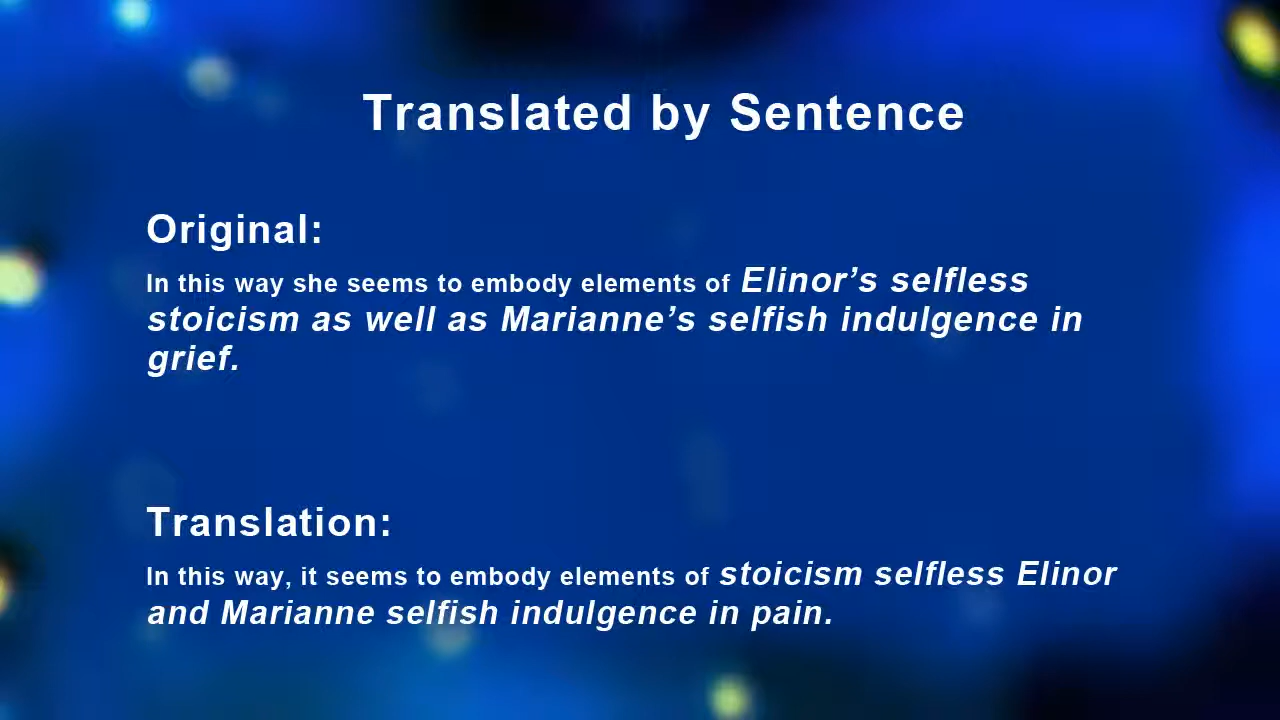 Translated by Sentence
Original:
In this way she seems to embody elements of Elinor’s selfless
stoicism as well as Marianne’s selfish indulgence in
grief.
Translation:
In this way, it seems to embody elements of stoicism selfless Elinor
and Marianne selfish indulgence in pain.